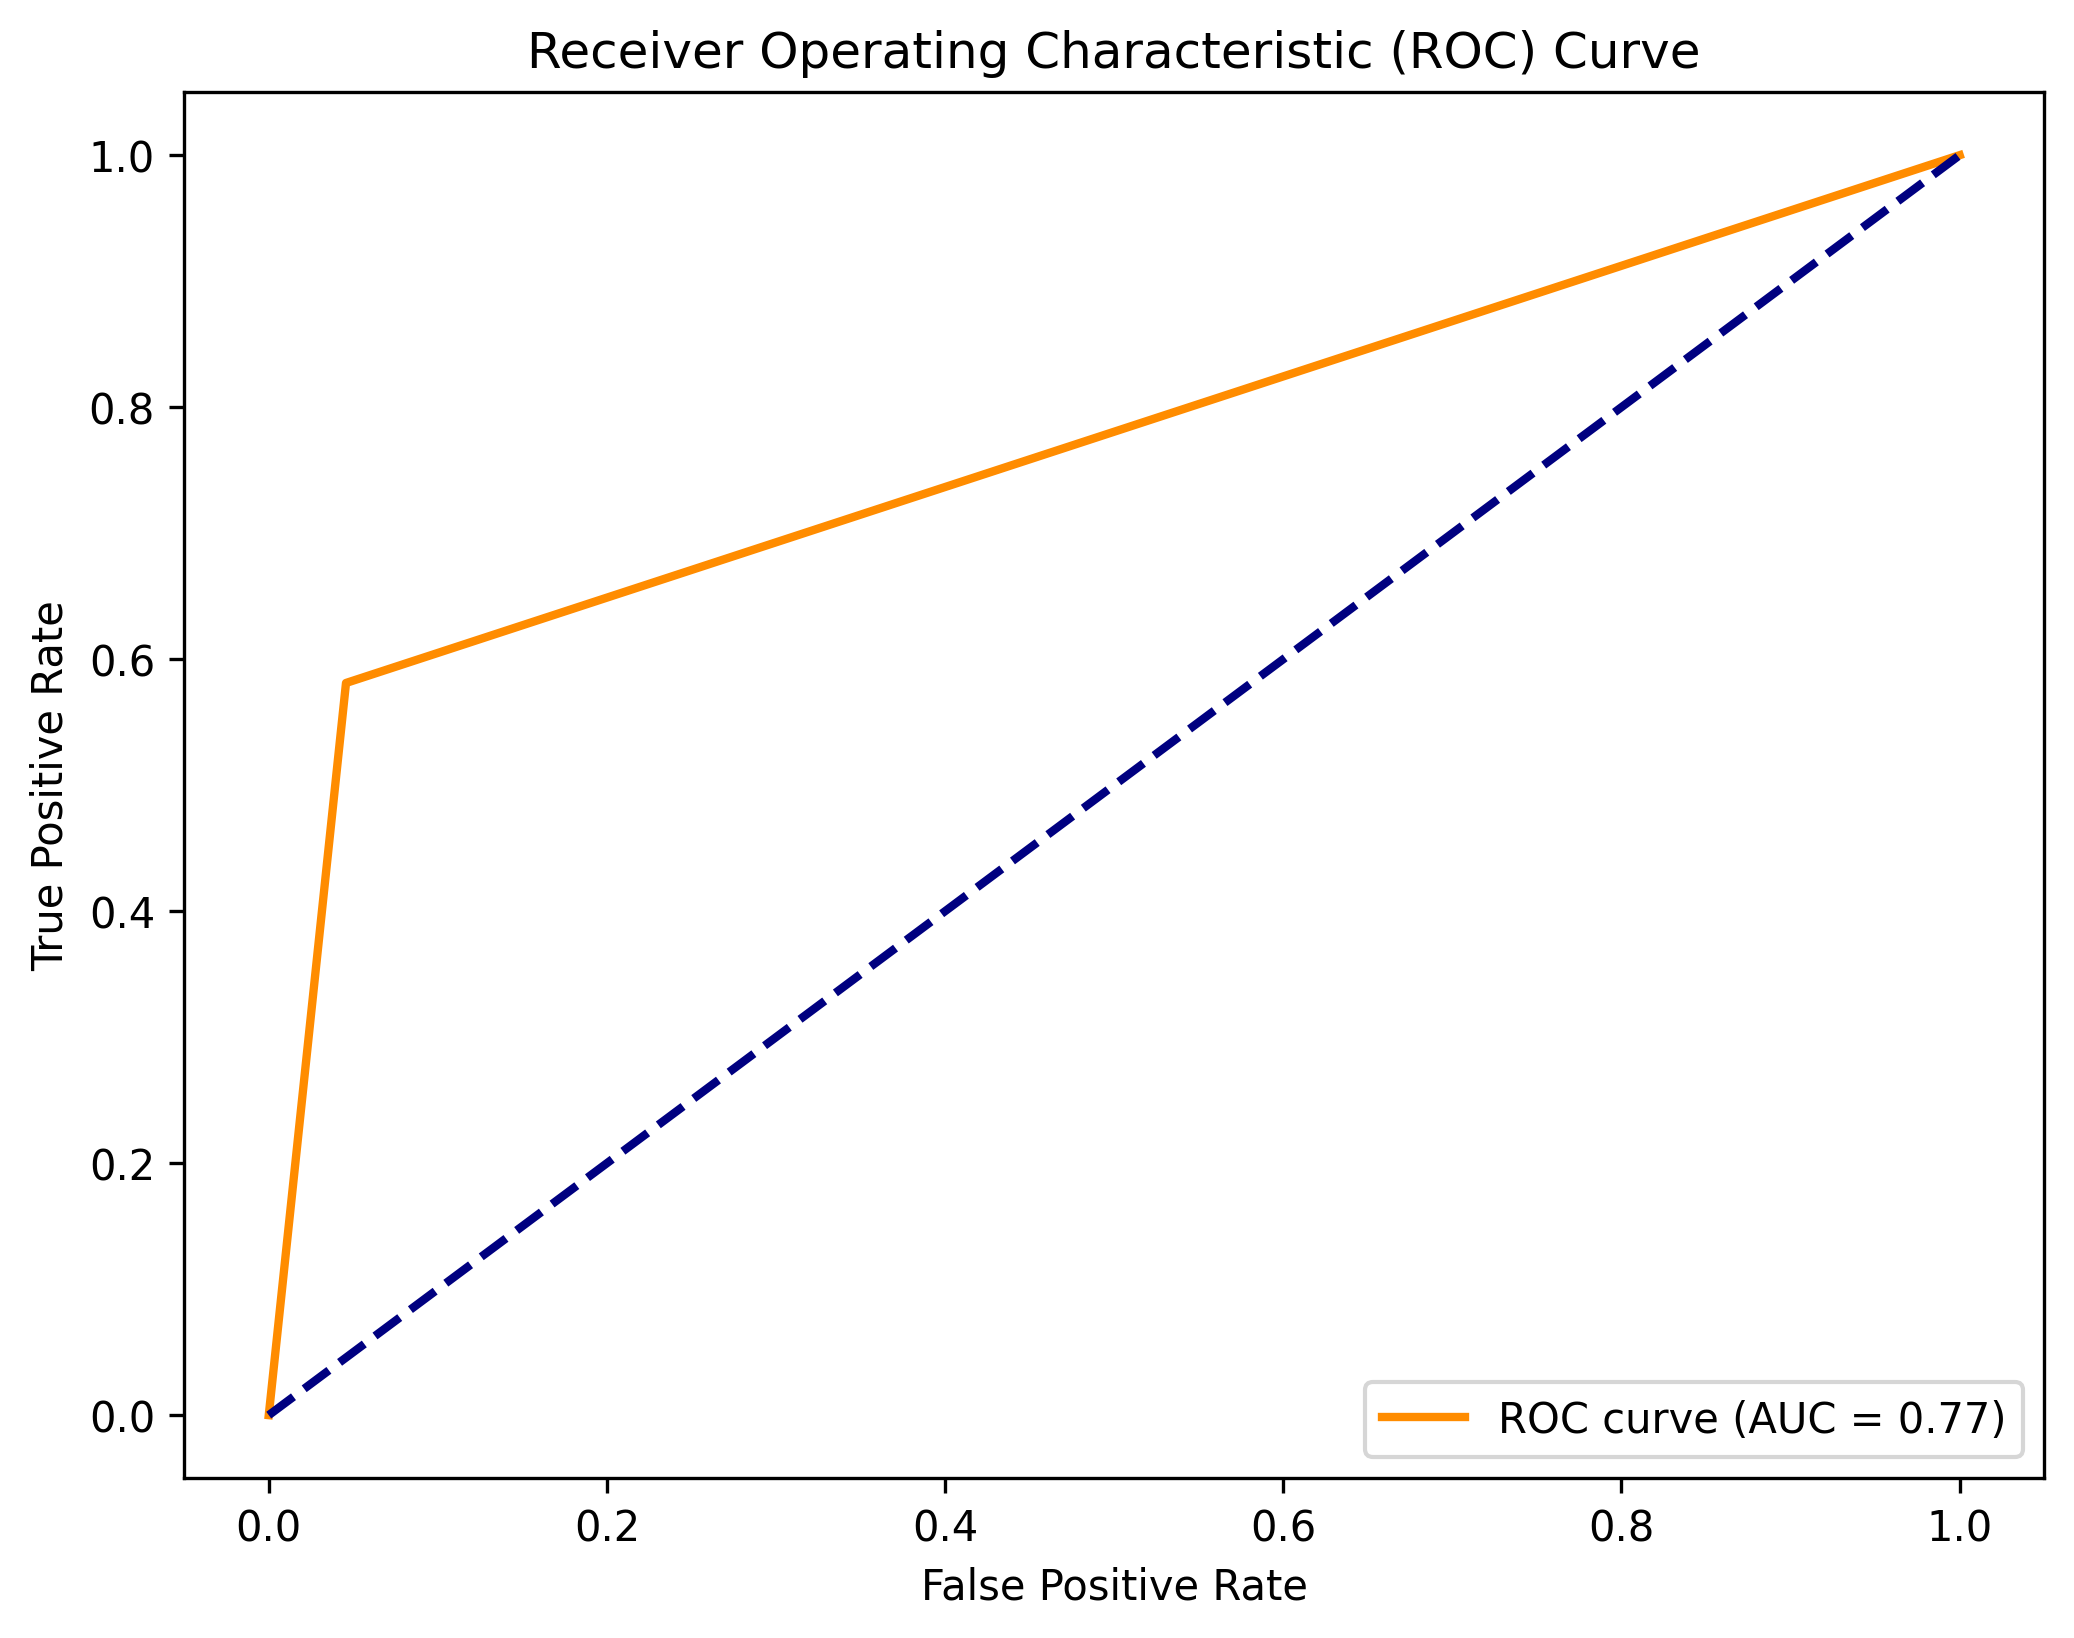 Receiver Operating Characteristic (ROC) Curve
1.0
0.8
0.6
0.4
0.2
0.0
True Positive Rate
ROC curve (AUC = 0.77)
0.0 0.2 0.4 0.6 0.8 1.0
False Positive Rate